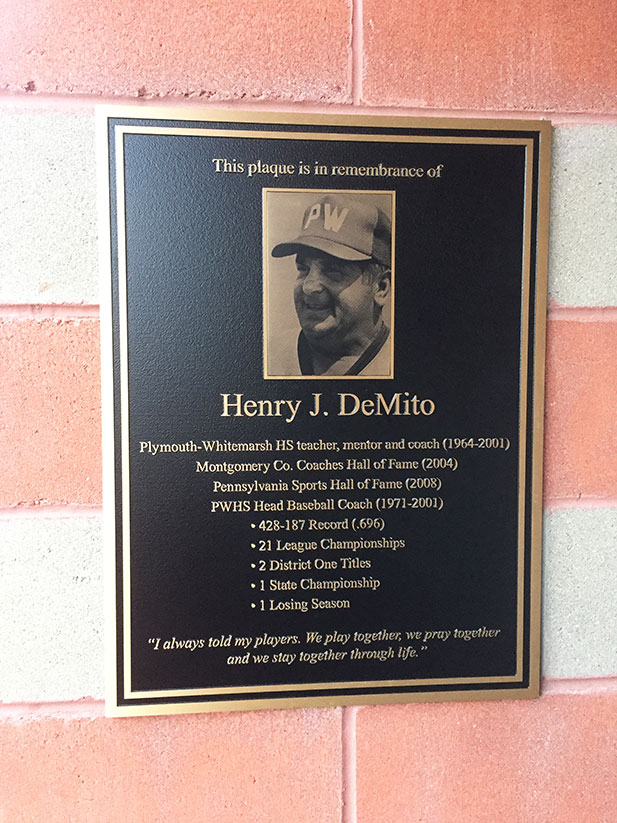 This plaque is in remembrance of
PW
Henry J. DeMito
Plymouth-Whitemarsh HS teacher, mentor and coach (1964-2001)
Montgomery Co. Coaches Hall of Fame (2004)
Pennsylvania Sports Hall of Fame (2008)
PWHS Head Baseball Coach (1971-2001)
• 428-187 Record (.696)
• 21 League Championships
• 2 District One Titles
• 1 State Championship
• 1 Losing Season
“I always told my players. We play together, we pray together
and we stay together through life.”